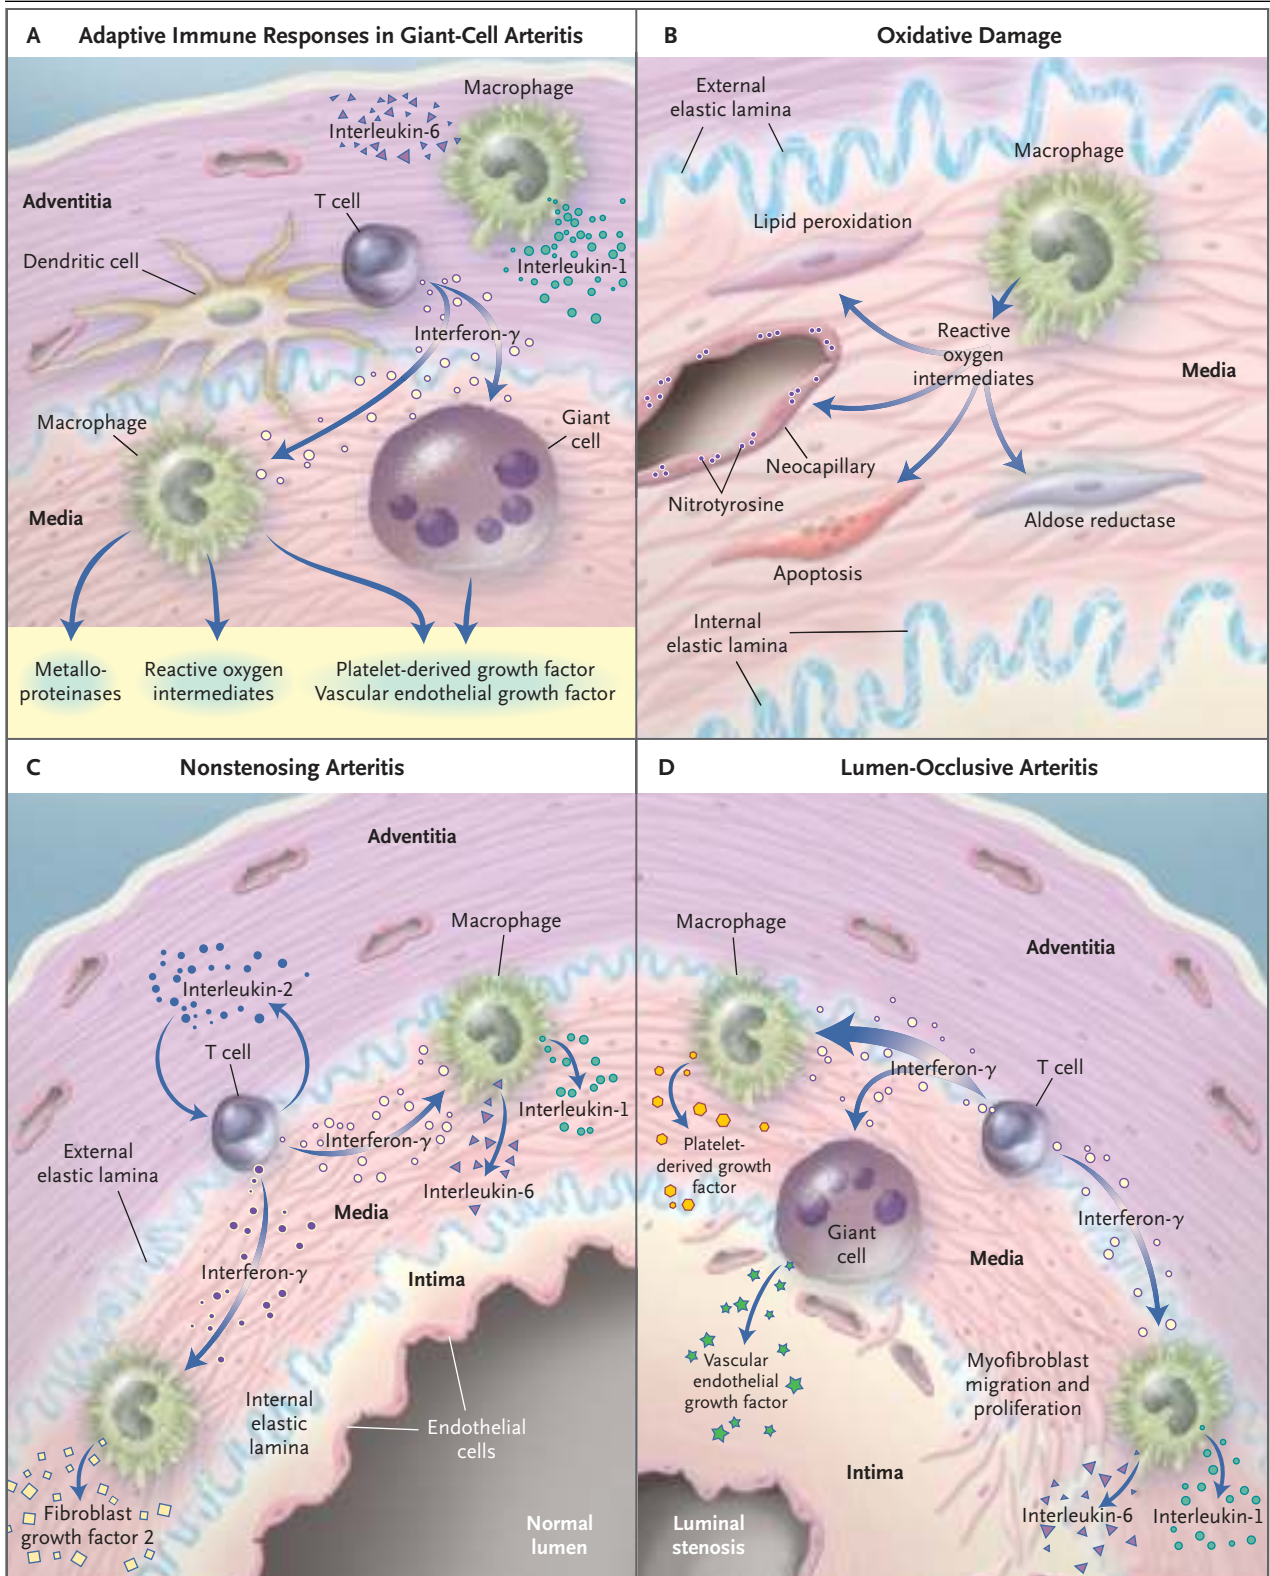 A Adaptive Immune Responses in Giant-Cell Arteritis
Macrophage
Interleukin-6
Adventitia
T cell
Dendritic cell
Interleukin-1
Interferon-γ
Macrophage
Giant
cell
Media
Metallo-
proteinases
Reactive oxygen
intermediates
Platelet-derived growth factor
Vascular endothelial growth factor
B Oxidative Damage
External
elastic lamina
Macrophage
Lipid peroxidation
Reactive
oxygen
intermediates
Media
Neocapillary
Nitrotyrosine
Aldose reductase
Apoptosis
Internal
elastic lamina
C Nonstenosing Arteritis
Adventitia
Macrophage
Interleukin-2
T cell
Interleukin-1
Interferon-γ
External
elastic lamina
Interleukin-6
Media
Interferon-γ
Intima
Internal
elastic
lamina
Endothelial
cells
Fibroblast
growth factor 2
Normal
lumen
D Lumen-Occlusive Arteritis
Macrophage
Adventitia
Interferon-γ
T cell
Platelet-
derived growth
factor
Interferon-γ
Giant
cell
Media
Vascular
endothelial
growth factor
Myofibroblast
migration and
proliferation
Intima
Interleukin-6
Interleukin-1
Luminal
stenosis